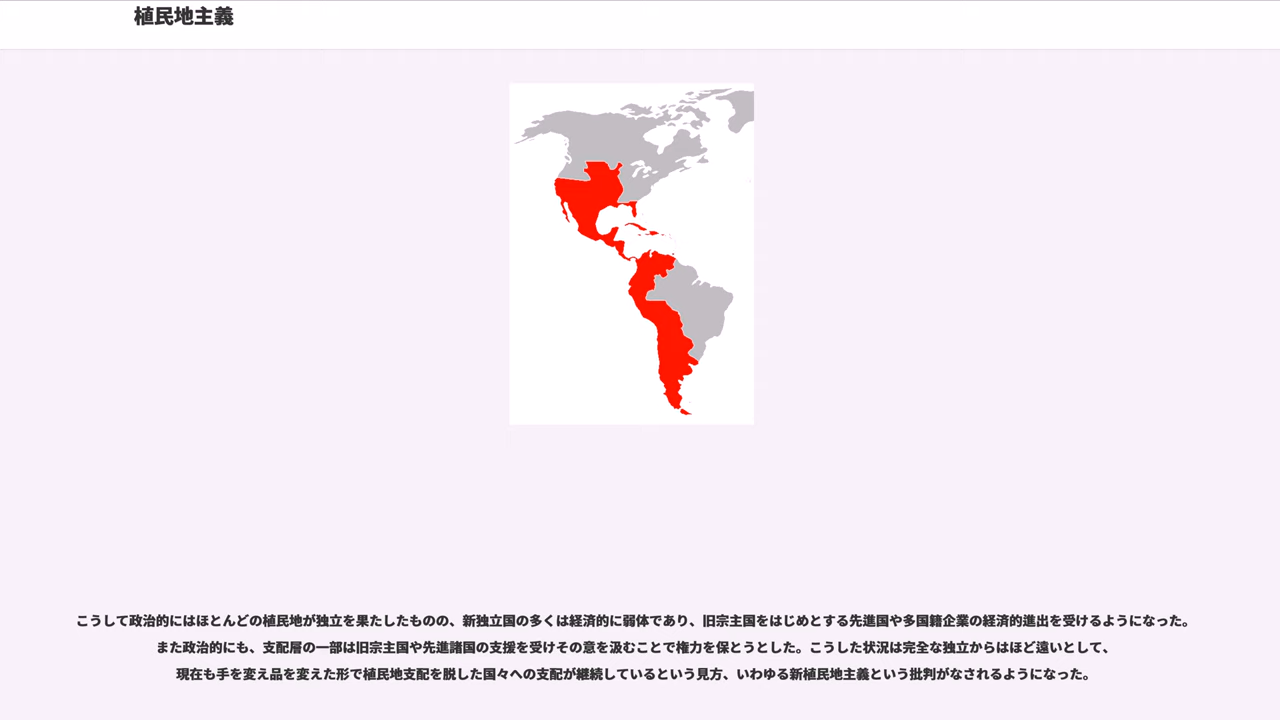 植民地主義
こうして政治的にはほとんどの植民地が独立を果たしたものの、新独立国の多くは経済的に弱体であり、旧宗主国をはじめとする先進国や多国籍企業の経済的進出を受けるようになった。
また政治的にも、支配層の一部は旧宗主国や先進諸国の支援を受けその意を汲むことで権力を保とうとした。こうした状況は完全な独立からはほど遠いとして、
現在も手を変え品を変えた形で植民地支配を脱した国々への支配が継続しているという見方、いわゆる新植民地主義という批判がなされるようになった。